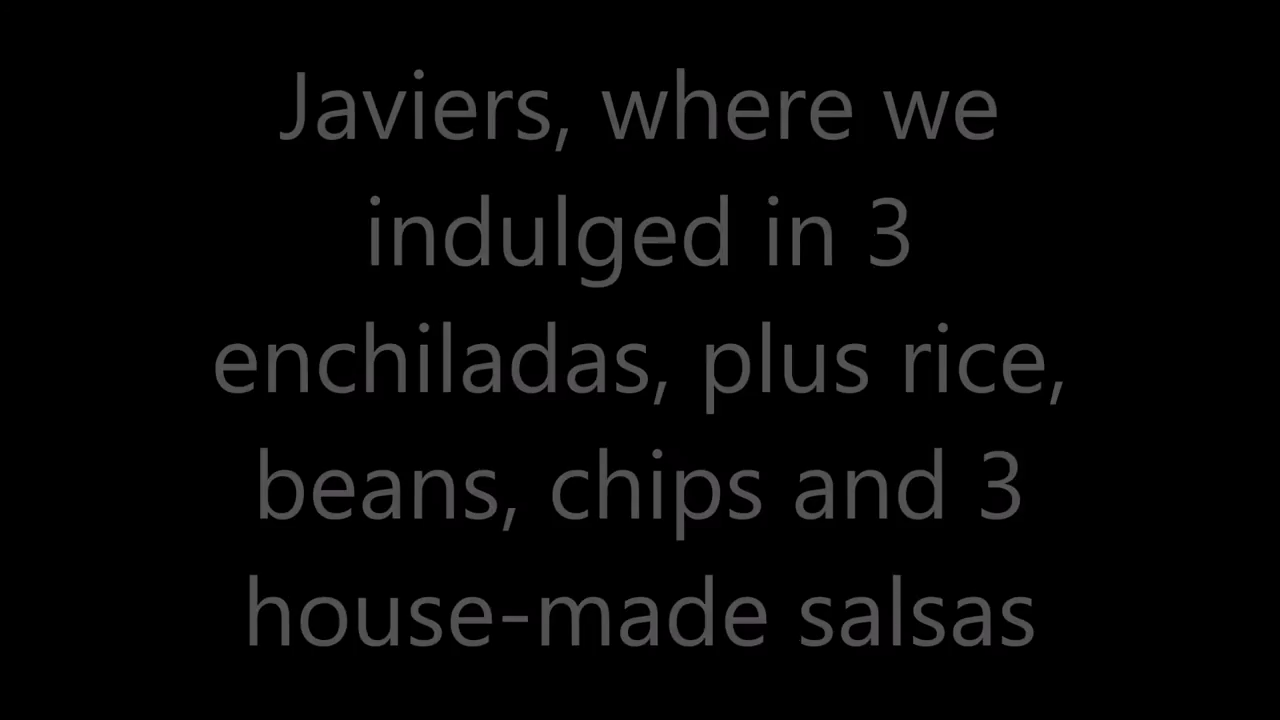 Javiers, where we
indulged in 3
enchiladas, plus rice,
beans, chips and 3
house-made salsas